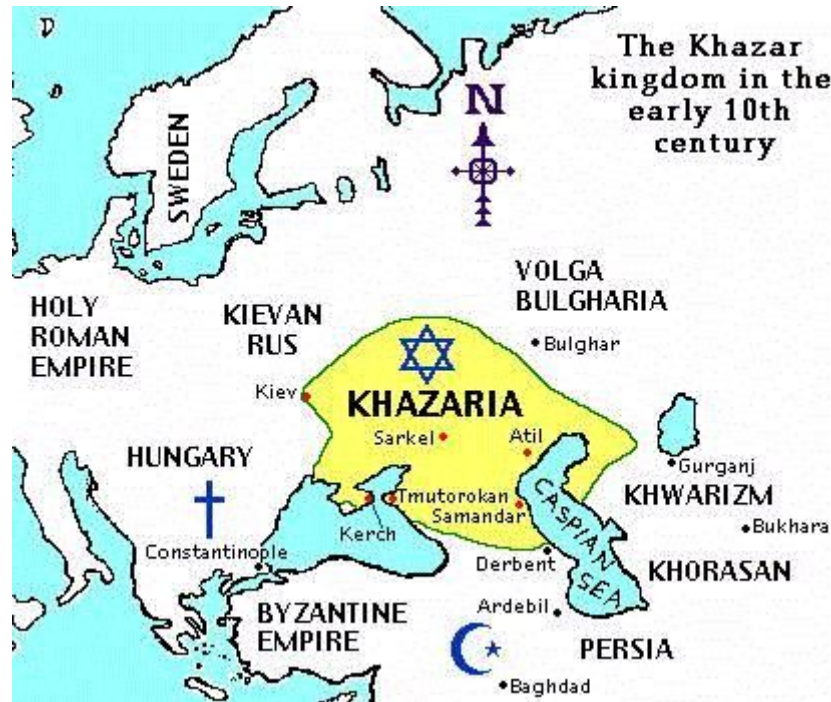 The Khazar
kingdom in the
early 10th
century
N
SWEDEN
VOLGA
BULGHARIA
HOLY
ROMAN
EMPIRE
KIEVAN
RUS
Bulghar
Kiev
KHAZARIA
Sarkel
Atil
HUNGARY
Gurganj
KHWARIZM
Tmutorokan
Samandar
CASPIAN
SEA
Kerch
Bukhara
Constantinople
Derbent
KHORASAN
BYZANTINE
EMPIRE
Ardebil
PERSIA
Baghdad